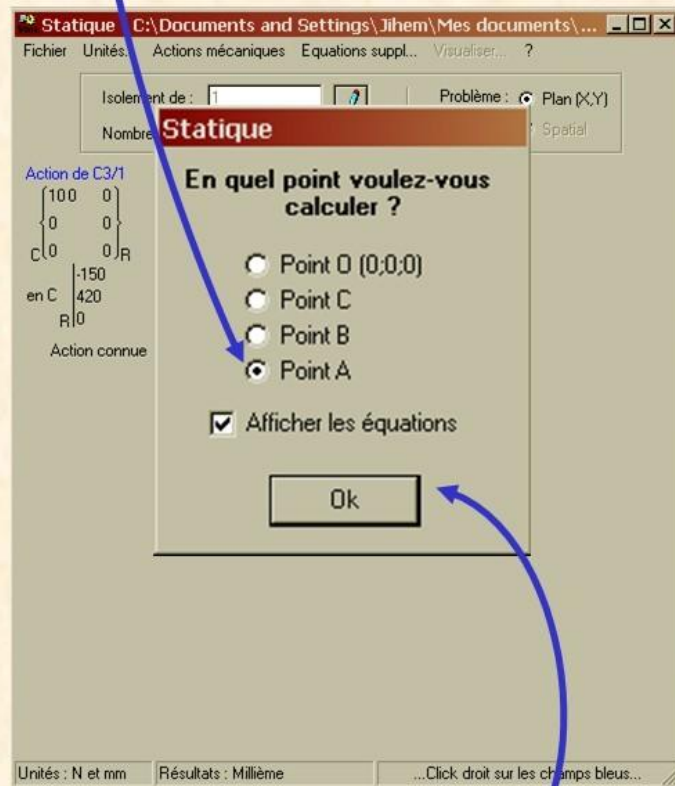 Statique C:\Documents and Settings\Jihem\Mes documents\...
Fichier Unités... Actions mécaniques Equations suppl... Visualiser... ?
Isolement de : 1 Problème : Plan (X,Y)
Nombre Spatial
Statique
En quel point voulez-vous
calculer ?
Point O (0;0;0)
Point C
Point B
Point A
Afficher les équations
Ok
Action de C3/1
100 0
0 0
C 0 0 R
-150
en C 420
R 0
Action connue
Unités : N et mm Résultats : Millième ...Click droit sur les champs bleus...